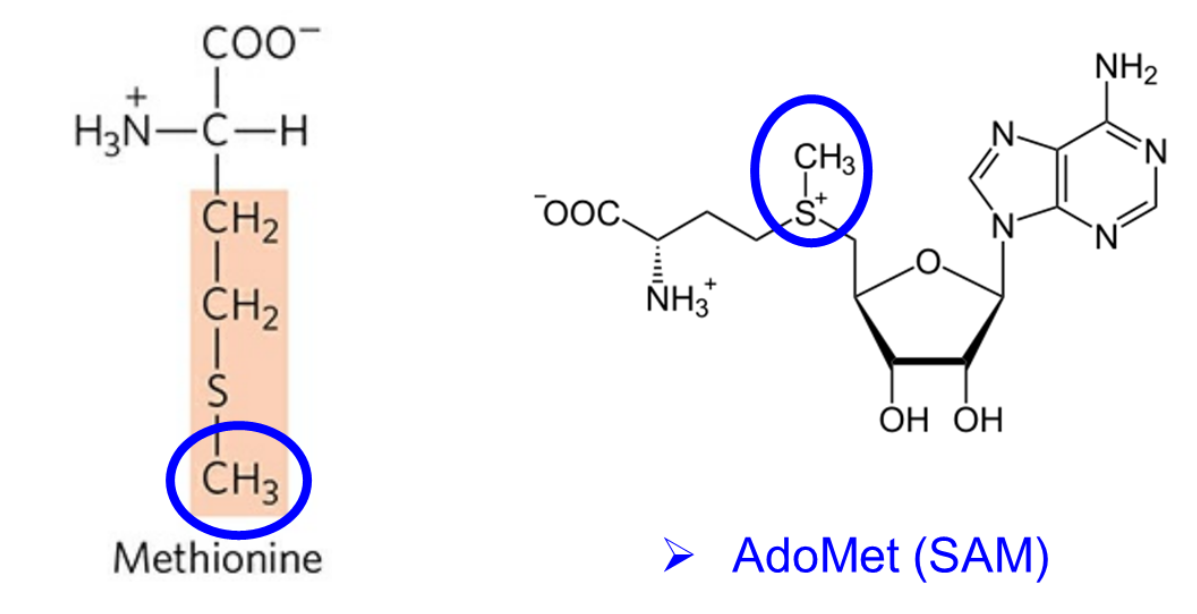 COO⁻
H₃N⁺—C—H
CH₂
CH₂
S
CH₃
Methionine
NH₂
N N
CH₃
⁻OOC S⁺
N N
O
NH₃⁺
OH OH
➢ AdoMet (SAM)